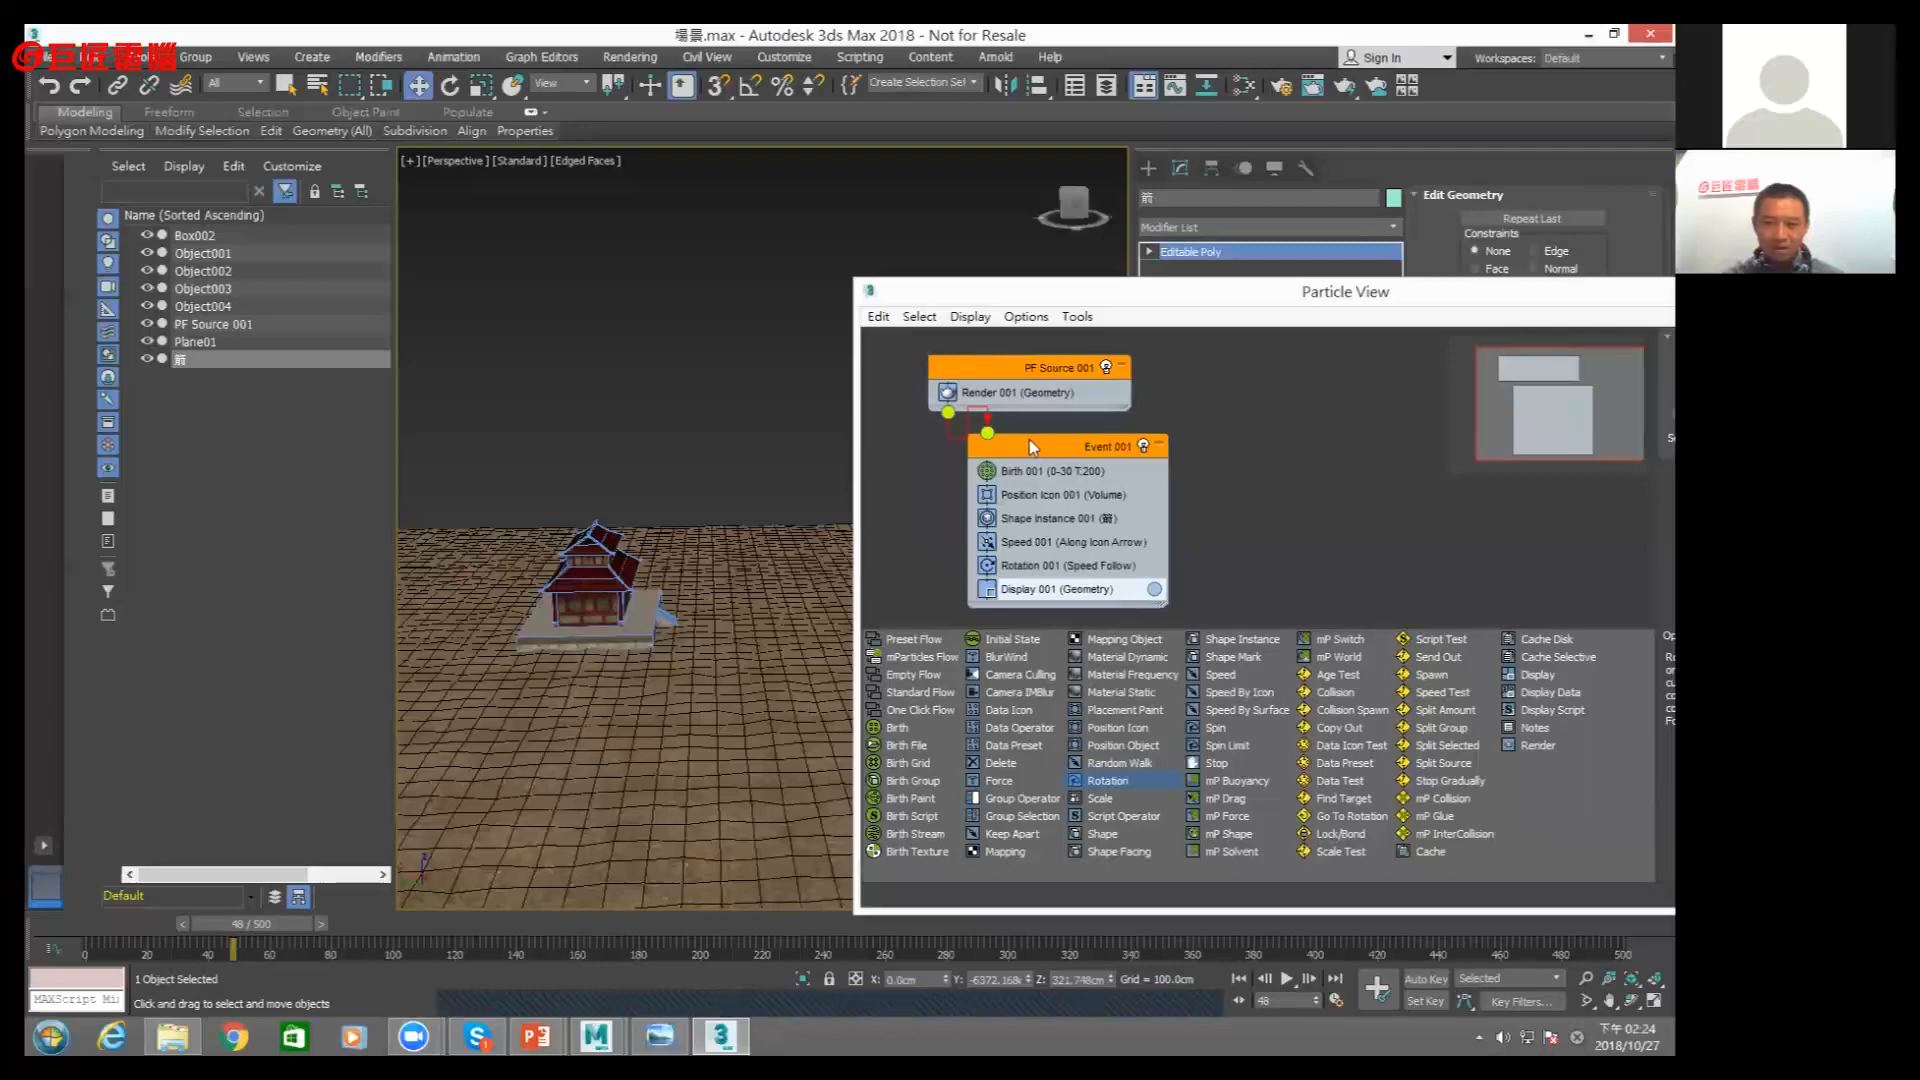 場景.max - Autodesk 3ds Max 2018 - Not for Resale
巨匠電腦
Group Views Create Modifiers Animation Graph Editors Rendering Civil View Customize Scripting Content Arnold Help
Sign In
Workspaces: Default
All
View
Create Selection Set
Modeling Freeform Selection Object Paint Populate
Polygon Modeling Modify Selection Edit Geometry (All) Subdivision Align Properties
Select Display Edit Customize
Name (Sorted Ascending)
Box002
Object001
Object002
Object003
Object004
PF Source 001
Plane01
箭
Default
[+] [Perspective] [Standard] [Edged Faces]
箭
Modifier List
Editable Poly
Edit Geometry
Repeat Last
Constraints
None Edge
Face Normal
巨匠電腦
Particle View
Edit Select Display Options Tools
PF Source 001
Render 001 (Geometry)
Event 001
Birth 001 (0-30 T:200)
Position Icon 001 (Volume)
Shape Instance 001 (箭)
Speed 001 (Along Icon Arrow)
Rotation 001 (Speed Follow)
Display 001 (Geometry)
Preset Flow Initial State Mapping Object Shape Instance mP Switch Script Test Cache Disk
mParticles Flow BlurWind Material Dynamic Shape Mark mP World Send Out Cache Selective
Empty Flow Camera Culling Material Frequency Speed Age Test Spawn Display
Standard Flow Camera IMBlur Material Static Speed By Icon Collision Speed Test Display Data
One Click Flow Data Icon Placement Paint Speed By Surface Collision Spawn Split Amount Display Script
Birth Data Operator Position Icon Spin Copy Out Split Group Notes
Birth File Data Preset Position Object Spin Limit Data Icon Test Split Selected Render
Birth Grid Delete Random Walk Stop Data Preset Split Source
Birth Group Force Rotation mP Buoyancy Data Test Stop Gradually
Birth Paint Group Operator Scale mP Drag Find Target mP Collision
Birth Script Group Selection Script Operator mP Force Go To Rotation mP Glue
Birth Stream Keep Apart Shape mP Shape Lock/Bond mP InterCollision
Birth Texture Mapping Shape Facing mP Solvent Scale Test Cache
48 / 500
0 20 40 60 80 100 120 140 160 180 200 220 240 260 280 300 320 340 360 380 400 420 440 460 480 500
1 Object Selected
X: 0.0cm Y: -6372.168 Z: 321.748cm Grid = 100.0cm
Auto Key Selected
MAXScript Mi
Click and drag to select and move objects
48
Set Key Key Filters...
下午 02:24
2018/10/27